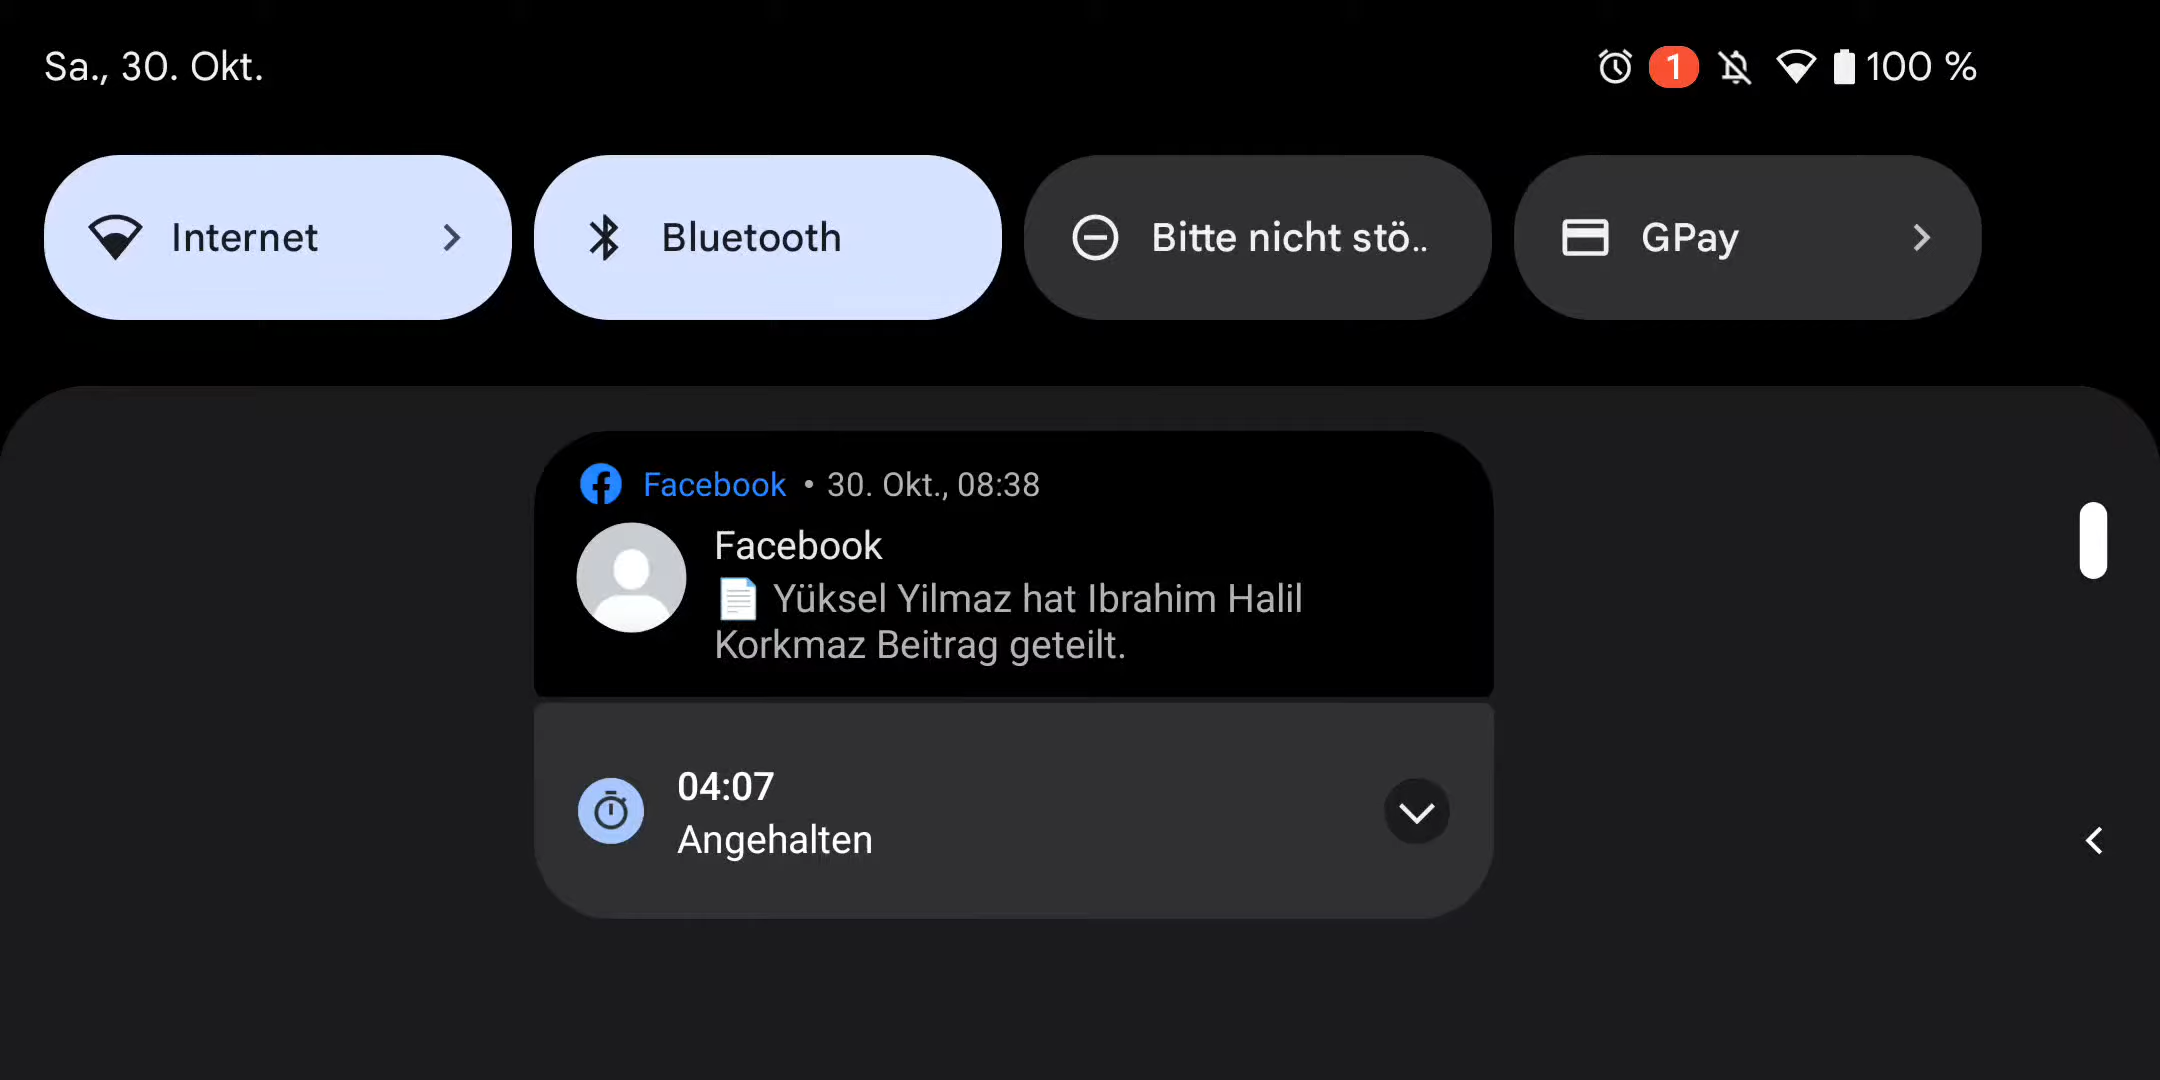 Sa., 30. Okt.
1
100 %
Internet
Bluetooth
Bitte nicht stö..
GPay
Facebook • 30. Okt., 08:38
Facebook
Yüksel Yilmaz hat Ibrahim Halil
Korkmaz Beitrag geteilt.
04:07
Angehalten